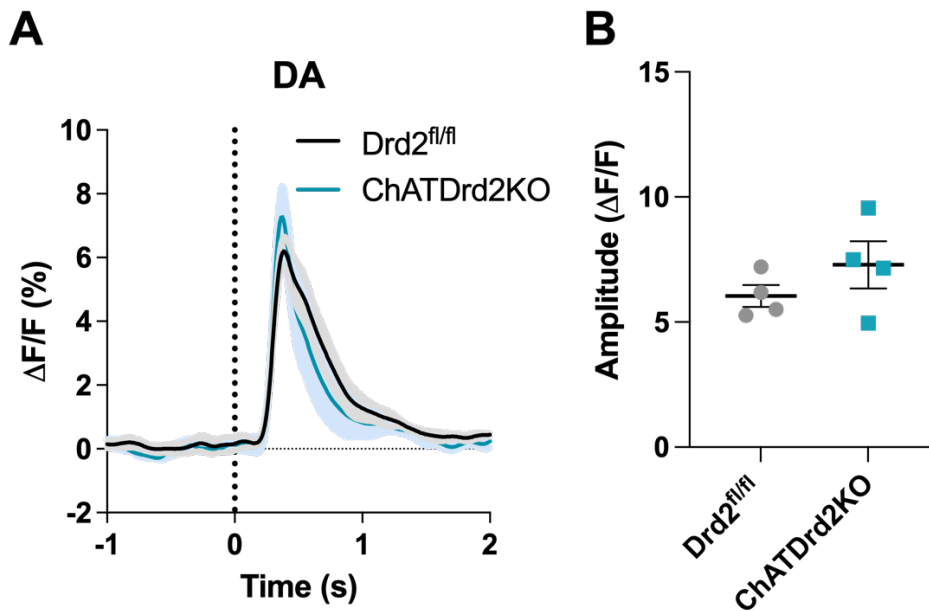 A
DA
Drd2fl/fl
ChATDrd2KO
ΔF/F (%)
10
8
6
4
2
0
-2
-1
0
1
2
Time (s)
B
Amplitude (ΔF/F)
15
10
5
0
Drd2fl/fl
ChATDrd2KO